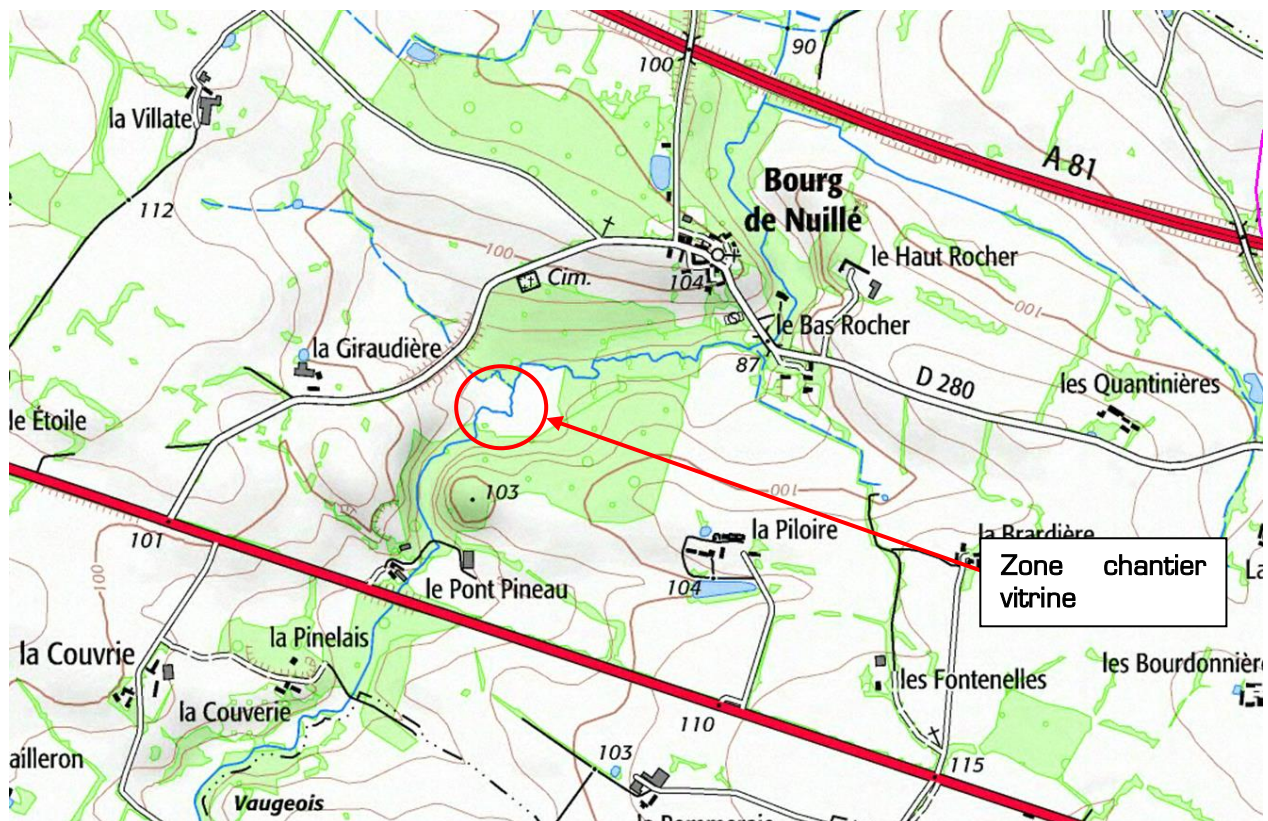 90
100
la Villate
A 81
Bourg
de Nuillé
112
100
le Haut Rocher
Cim.
104
100
le Bas Rocher
la Giraudière
87
D 280
les Quantinières
le Étoile
103
100
101
la Piloire
la Brardière
Zone chantier
vitrine
100
104
le Pont Pineau
la Pinelais
la Couvrie
les Bourdonnièr
les Fontenelles
la Couverie
110
103
115
ailleron
Vaugeois